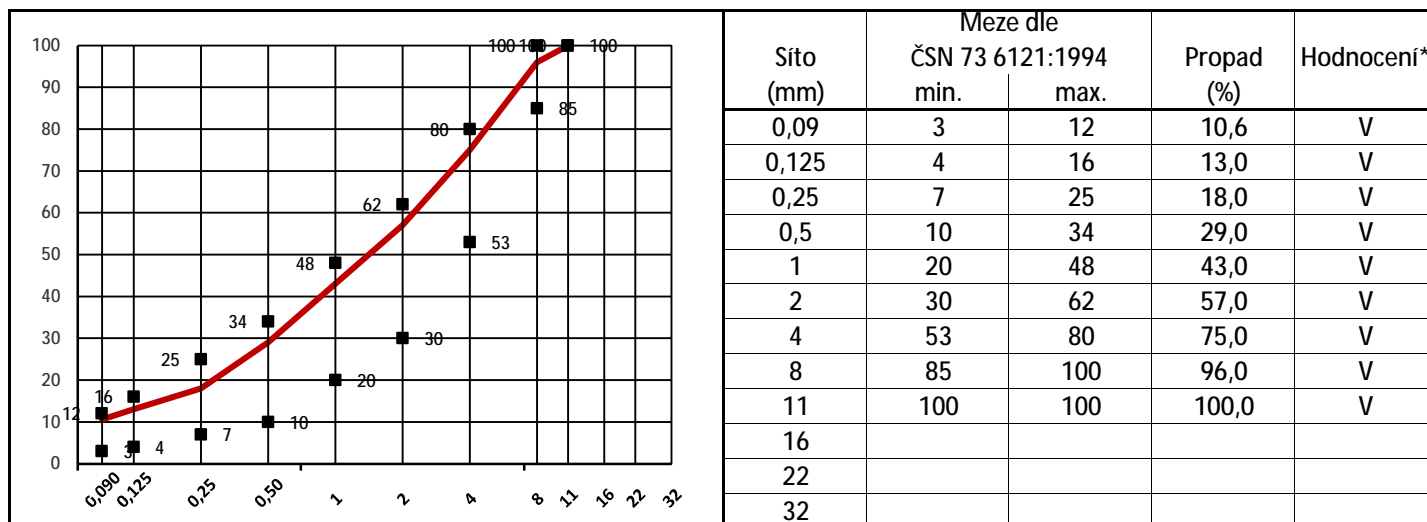 100
90
80
70
60
50
40
30
20
10
0
100 100 100
85
80
53
62
30
48
20
34
10
25
7
16
4
12
3
0,090 0,125 0,25 0,50 1 2 4 8 11 16 22 32
Meze dle
Síto ČSN 73 6121:1994 Propad Hodnocení*
(mm) min. max. (%)
0,09 3 12 10,6 V
0,125 4 16 13,0 V
0,25 7 25 18,0 V
0,5 10 34 29,0 V
1 20 48 43,0 V
2 30 62 57,0 V
4 53 80 75,0 V
8 85 100 96,0 V
11 100 100 100,0 V
16
22
32